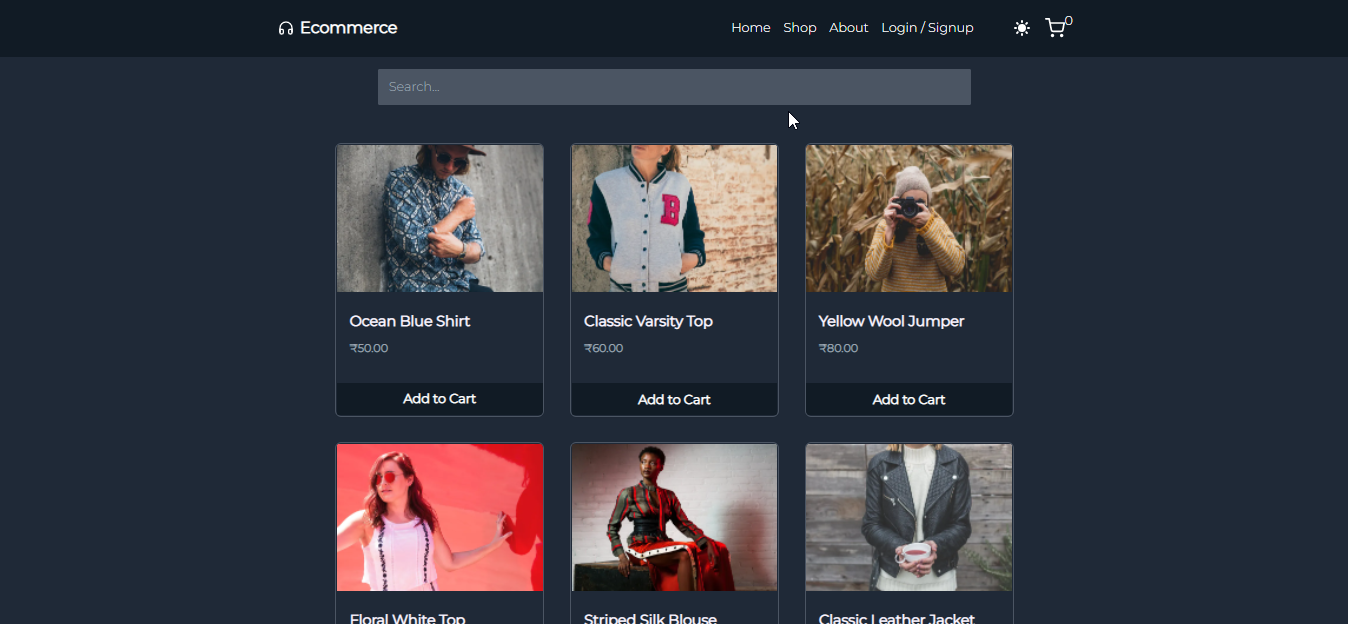 Ecommerce
Home Shop About Login / Signup 0
Search...
B
Ocean Blue Shirt
₹50.00
Add to Cart
Classic Varsity Top
₹60.00
Add to Cart
Yellow Wool Jumper
₹80.00
Add to Cart
Floral White Top
Striped Silk Blouse
Classic Leather Jacket